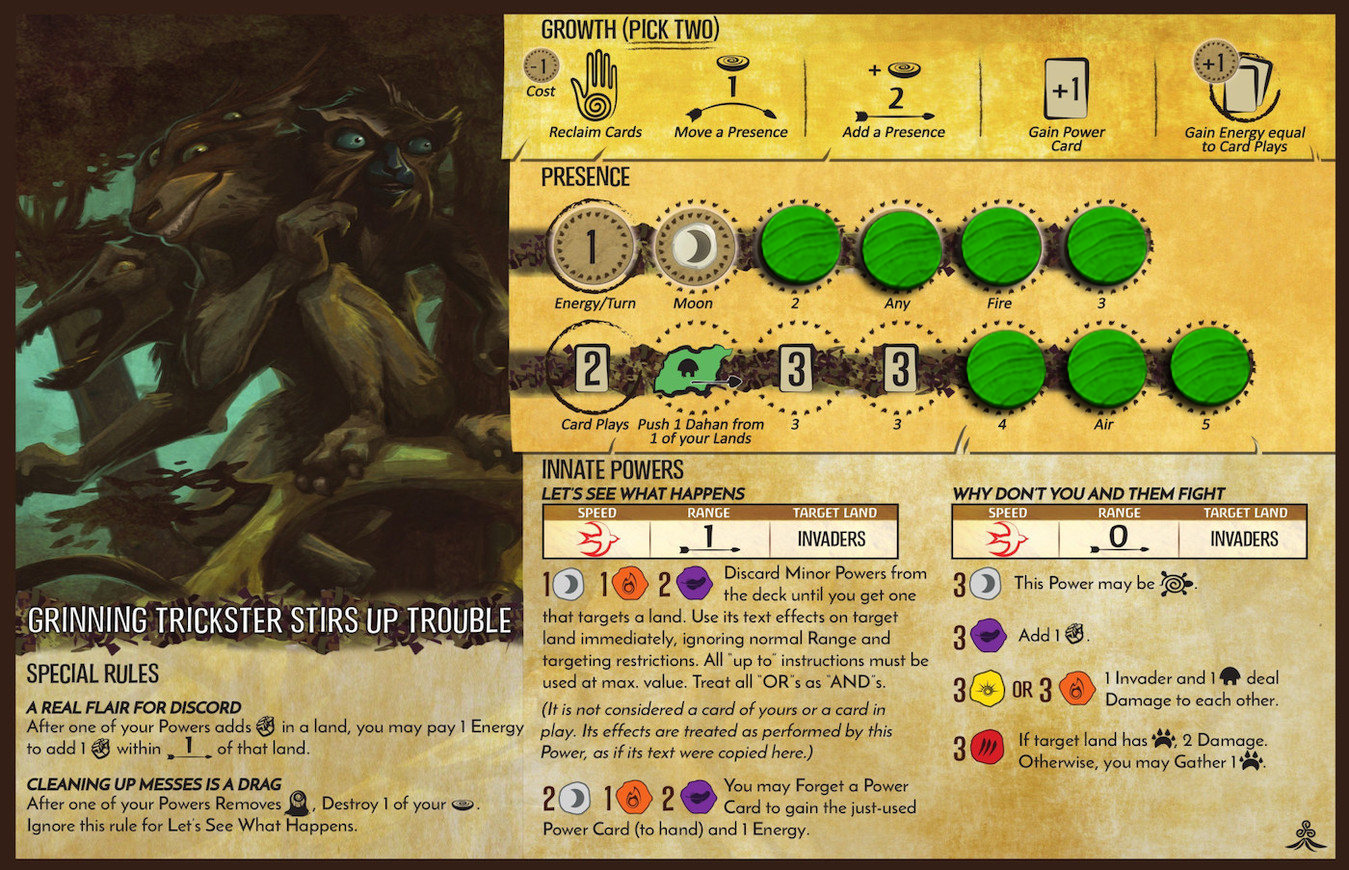 GROWTH (PICK TWO)
-1
Cost
Reclaim Cards
1
Move a Presence
+
2
Add a Presence
+1
Gain Power
Card
+1
Gain Energy equal
to Card Plays
PRESENCE
1
Energy/Turn
Moon
2
Any
Fire
3
2
3
3
Card Plays
Push 1 Dahan from
1 of your Lands
3
3
4
Air
5
GRINNING TRICKSTER STIRS UP TROUBLE
SPECIAL RULES
A REAL FLAIR FOR DISCORD
After one of your Powers adds in a land, you may pay 1 Energy
to add 1 within 1 of that land.
CLEANING UP MESSES IS A DRAG
After one of your Powers Removes , Destroy 1 of your .
Ignore this rule for Let's See What Happens.
INNATE POWERS
LET'S SEE WHAT HAPPENS
SPEED RANGE TARGET LAND
1 INVADERS
1 1 2 Discard Minor Powers from
the deck until you get one
that targets a land. Use its text effects on target
land immediately, ignoring normal Range and
targeting restrictions. All "up to" instructions must be
used at max. value. Treat all "OR"s as "AND"s.
(It is not considered a card of yours or a card in
play. Its effects are treated as performed by this
Power, as if its text were copied here.)
2 1 2 You may Forget a Power
Card to gain the just-used
Power Card (to hand) and 1 Energy.
WHY DON'T YOU AND THEM FIGHT
SPEED RANGE TARGET LAND
0 INVADERS
3 This Power may be .
3 Add 1 .
3 OR 3 1 Invader and 1 deal
Damage to each other.
3 If target land has , 2 Damage.
Otherwise, you may Gather 1 .